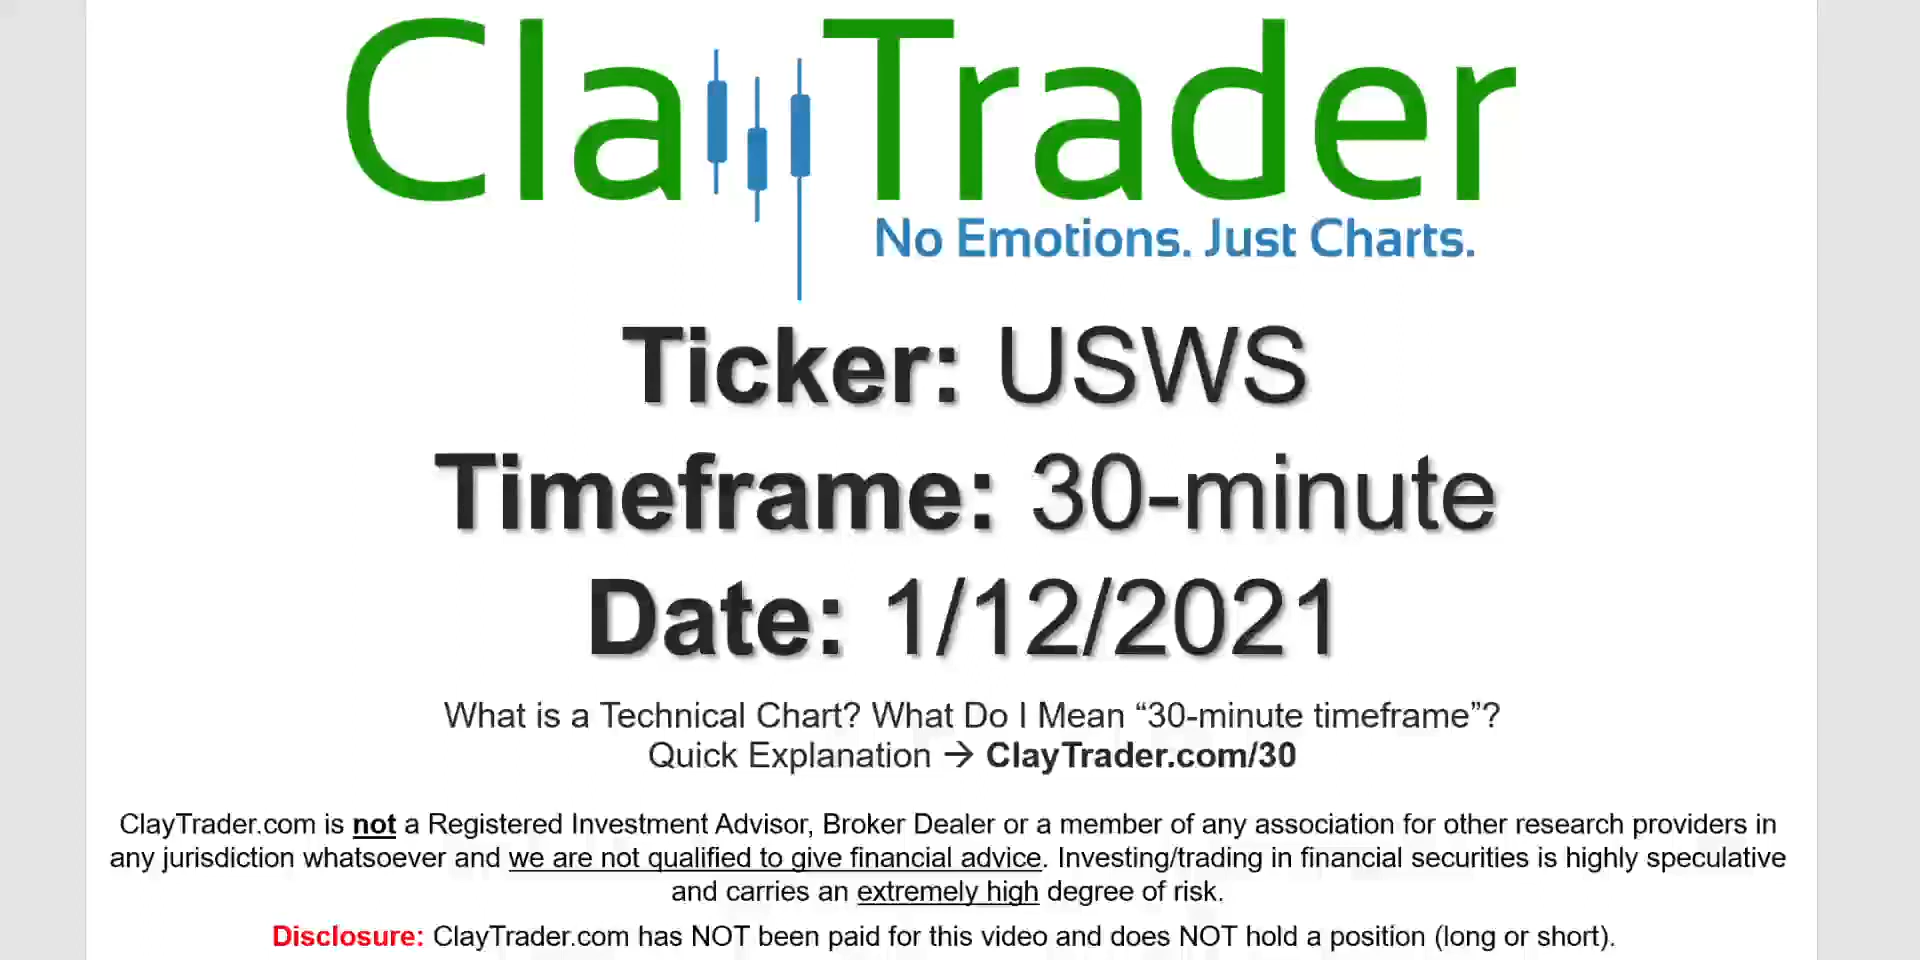 ClayTrader
No Emotions. Just Charts.
Ticker: USWS
Timeframe: 30-minute
Date: 1/12/2021
What is a Technical Chart? What Do I Mean “30-minute timeframe”?
Quick Explanation → ClayTrader.com/30
ClayTrader.com is not a Registered Investment Advisor, Broker Dealer or a member of any association for other research providers in
any jurisdiction whatsoever and we are not qualified to give financial advice. Investing/trading in financial securities is highly speculative
and carries an extremely high degree of risk.
Disclosure: ClayTrader.com has NOT been paid for this video and does NOT hold a position (long or short).